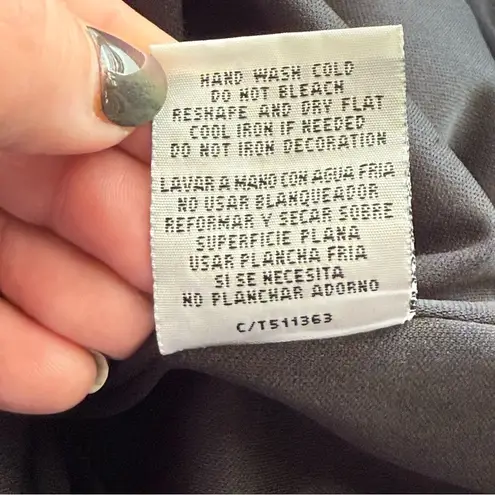 HAND WASH COLD
DO NOT BLEACH
RESHAPE AND DRY FLAT
COOL IRON IF NEEDED
DO NOT IRON DECORATION
LAVAR A MANO CON AGUA FRIA
NO USAR BLANQUEADOR
REFORMAR Y SECAR SOBRE
SUPERFICIE PLANA
USAR PLANCHA FRIA
SI SE NECESITA
NO PLANCHAR ADORNO
C/T511363